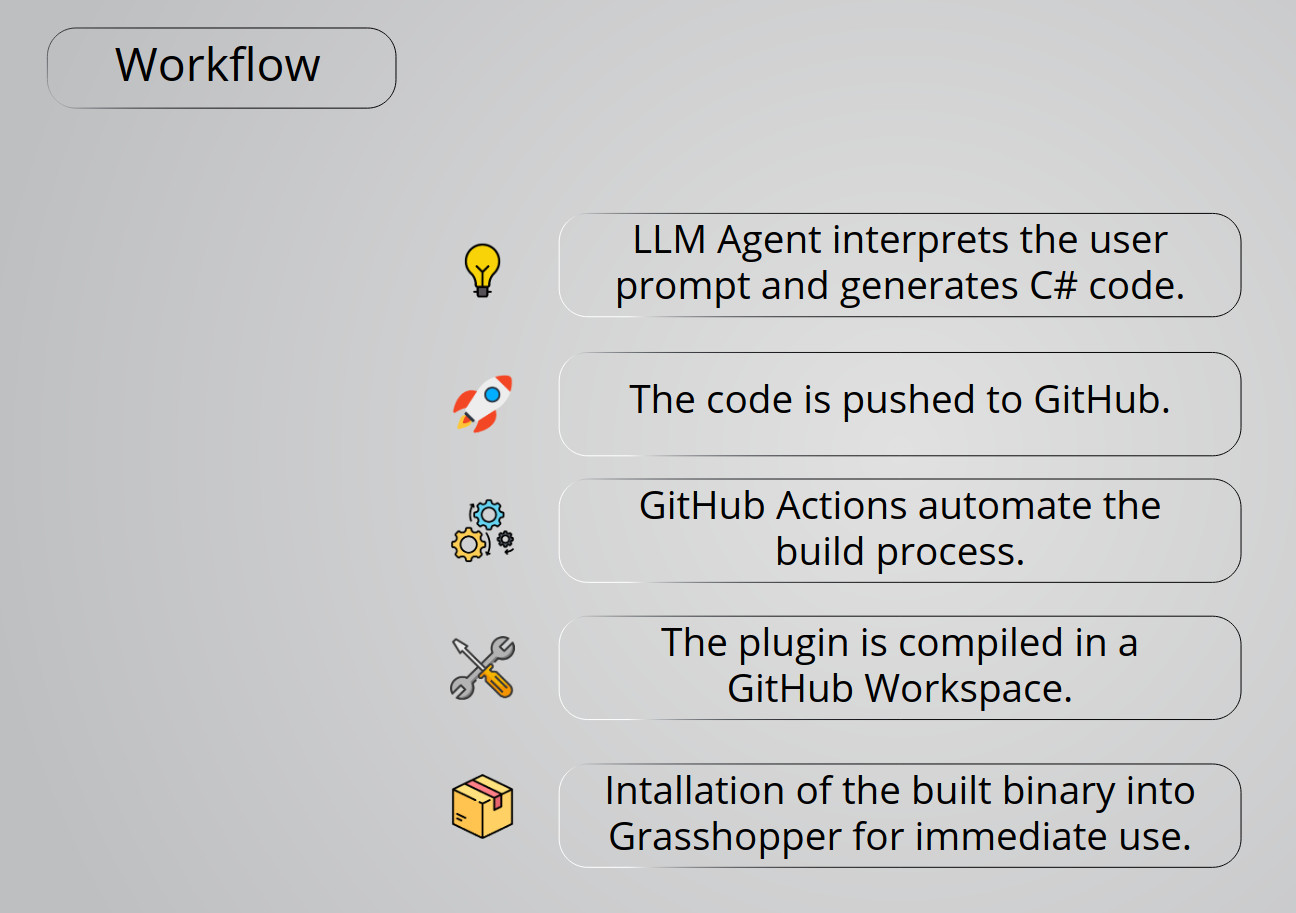 Workflow
LLM Agent interprets the user
prompt and generates C# code.
The code is pushed to GitHub.
GitHub Actions automate the
build process.
The plugin is compiled in a
GitHub Workspace.
Intallation of the built binary into
Grasshopper for immediate use.